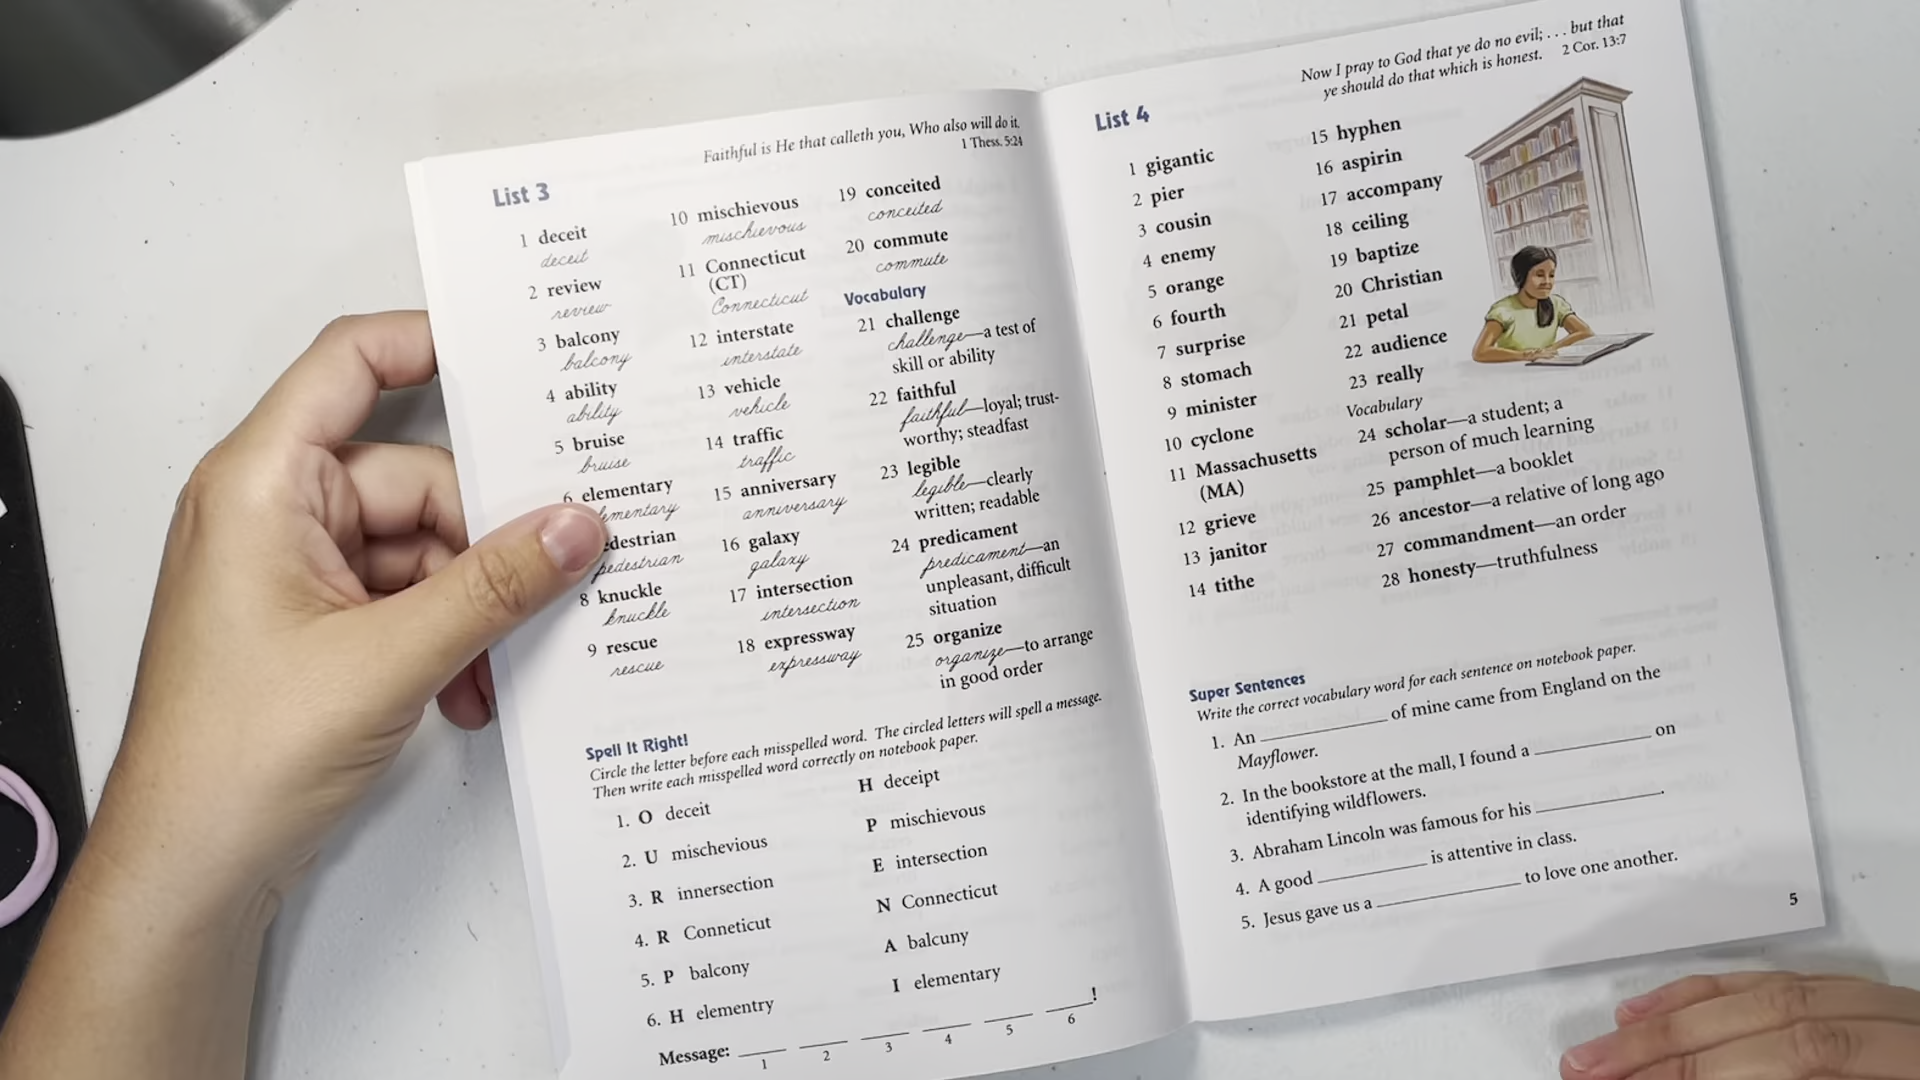 Faithful is He that calleth you, Who also will do it.
1 Thess. 5:24
List 3
1 deceit
deceit
2 review
review
3 balcony
balcony
4 ability
ability
5 bruise
bruise
6 elementary
7
pedestrian
8 knuckle
knuckle
9 rescue
rescue
10 mischievous
mischievous
11 Connecticut
(CT)
Connecticut
12 interstate
interstate
13 vehicle
vehicle
14 traffic
traffic
15 anniversary
anniversary
16 galaxy
galaxy
17 intersection
intersection
18 expressway
expressway
19 conceited
conceited
20 commute
commute
Vocabulary
21 challenge
challenge—a test of
skill or ability
22 faithful
faithful—loyal; trust-
worthy; steadfast
23 legible
legible—clearly
written; readable
24 predicament
predicament—an
unpleasant, difficult
situation
25 organize
organize—to arrange
in good order
Spell It Right!
Circle the letter before each misspelled word. The circled letters will spell a message.
Then write each misspelled word correctly on notebook paper.
1. O deceit H deceipt
2. U mischevious P mischievous
3. R innersection E intersection
4. R Conneticut N Connecticut
5. P balcony A balcuny
6. H elementry I elementary
Message: ____ ____ ____ ____ ____ ____!
1 2 3 4 5 6
Now I pray to God that ye do no evil; . . . but that
ye should do that which is honest. 2 Cor. 13:7
List 4
1 gigantic
2 pier
3 cousin
4 enemy
5 orange
6 fourth
7 surprise
8 stomach
9 minister
10 cyclone
11 Massachusetts
(MA)
12 grieve
13 janitor
14 tithe
15 hyphen
16 aspirin
17 accompany
18 ceiling
19 baptize
20 Christian
21 petal
22 audience
23 really
Vocabulary
24 scholar—a student; a
person of much learning
25 pamphlet—a booklet
26 ancestor—a relative of long ago
27 commandment—an order
28 honesty—truthfulness
Super Sentences
Write the correct vocabulary word for each sentence on notebook paper.
1. An ____________ of mine came from England on the
Mayflower.
2. In the bookstore at the mall, I found a ____________ on
identifying wildflowers.
3. Abraham Lincoln was famous for his ____________.
4. A good ____________ is attentive in class.
5. Jesus gave us a ____________ to love one another.
5